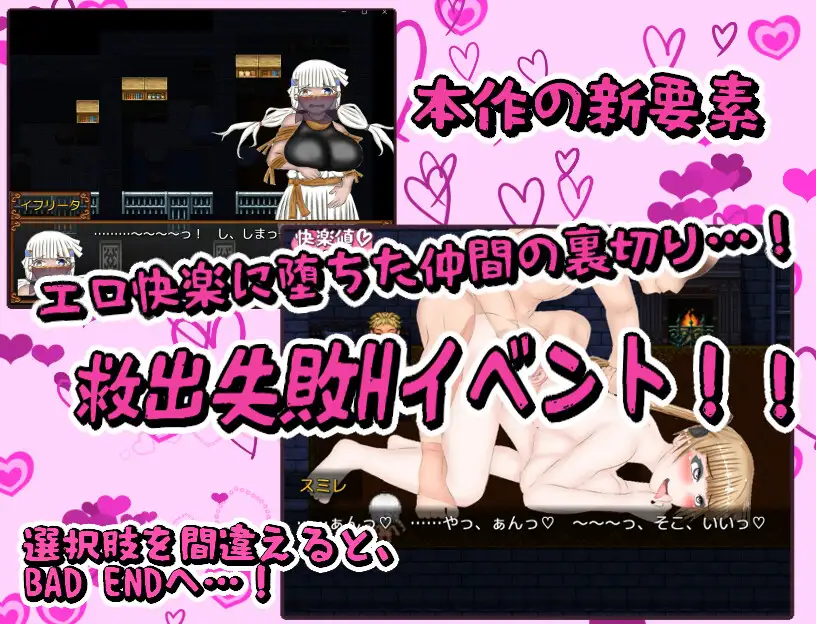 本作の新要素
イフリータ
………～～～～っ！　し、しまっ
快楽値♡
エロ快楽に堕ちた仲間の裏切り…！
救出失敗Hイベント！！
スミレ
ぁんっ♡　……やっ、ぁんっ♡　～～～っ、そこ、いいっ♡
選択肢を間違えると、
BAD ENDへ…！